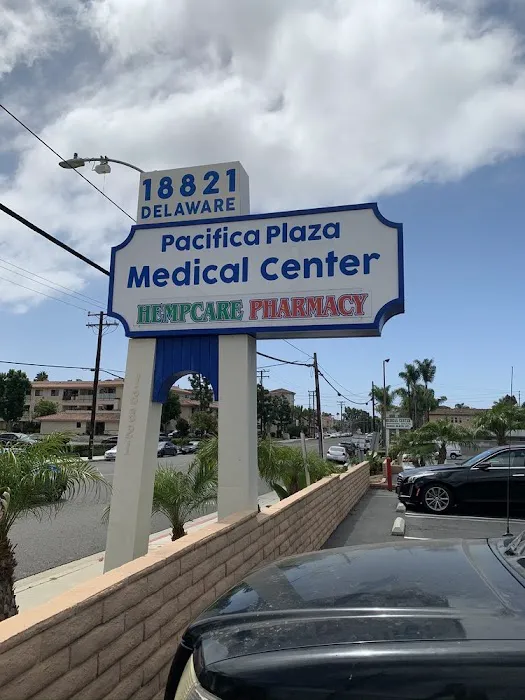 18821
DELAWARE
Pacifica Plaza
Medical Center
HEMPCARE PHARMACY